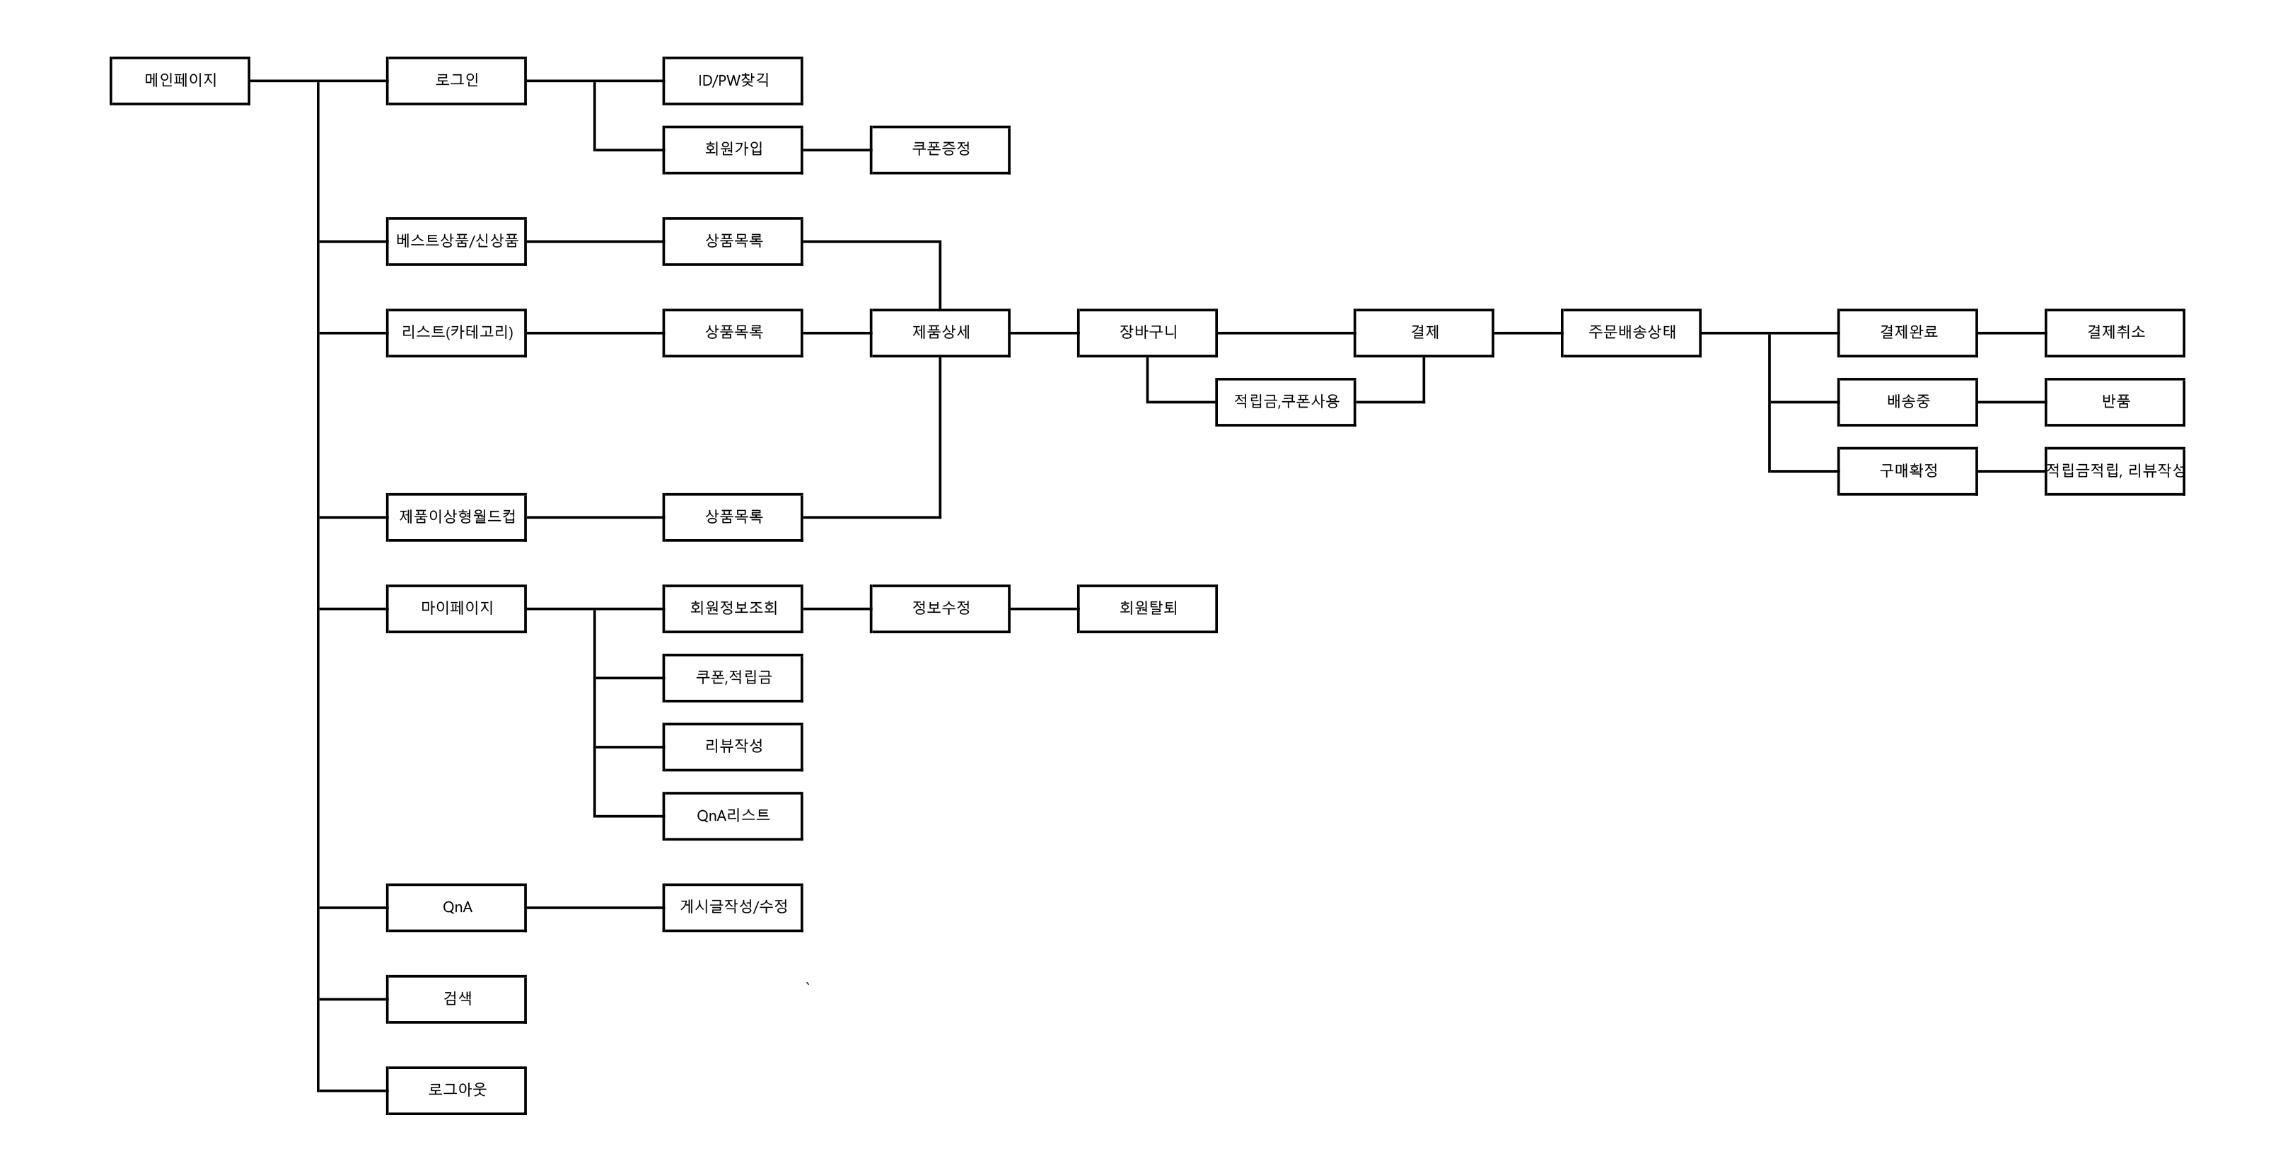 메인페이지
로그인
ID/PW찾긱
회원가입
쿠폰증정
베스트상품/신상품
상품목록
리스트(카테고리)
상품목록
제품상세
장바구니
결제
주문배송상태
결제완료
결제취소
적립금,쿠폰사용
배송중
반품
구매확정
적립금적립, 리뷰작성
제품이상형월드컵
상품목록
마이페이지
회원정보조회
정보수정
회원탈퇴
쿠폰,적립금
리뷰작성
QnA리스트
QnA
게시글작성/수정
`
검색
로그아웃